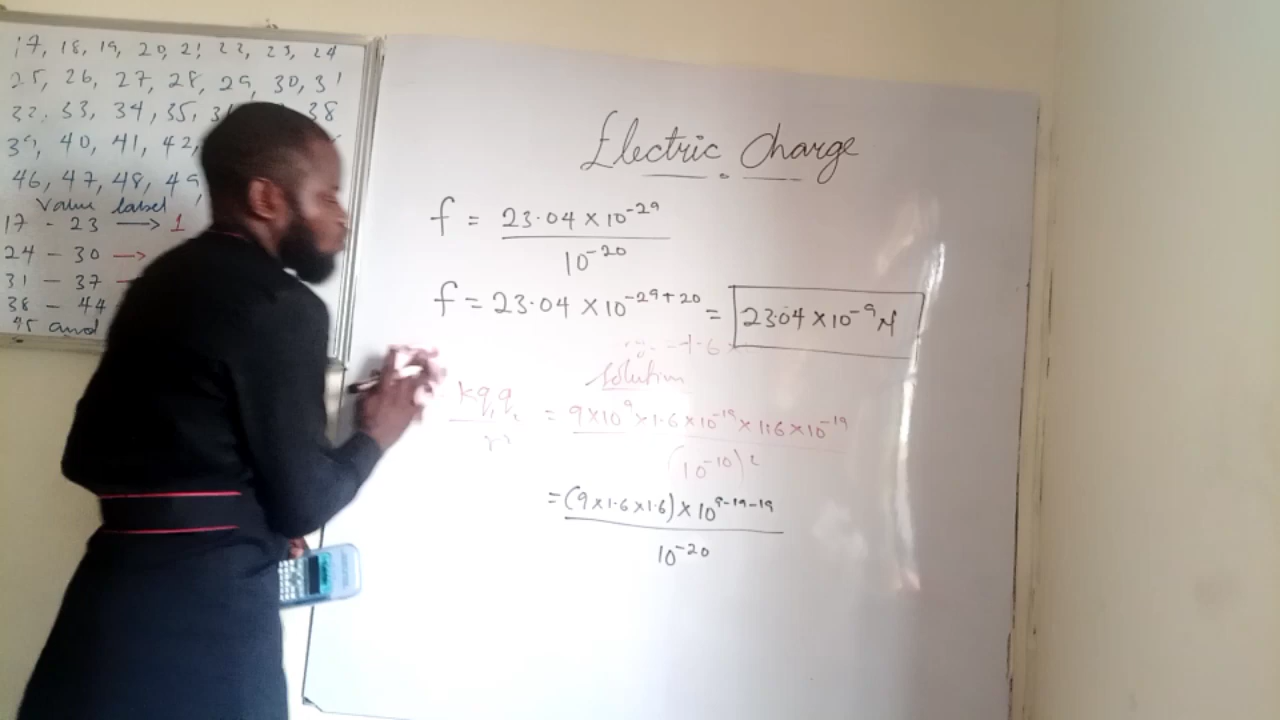 17, 18, 19, 20, 21, 22, 23, 24
25, 26, 27, 28, 29, 30, 31
32, 33, 34, 35, 38
39, 40, 41, 42,
46, 47, 48, 49
Value label
17 - 23 → 1
24 - 30 →
31 - 37
38 - 44
45 and
Electric Charge
f = 23.04 × 10⁻²⁹
10⁻²⁰
f = 23.04 × 10⁻²⁹⁺²⁰ = 23.04 × 10⁻⁹ N
-1.6 ×
Solution
kq₁q₂ = 9×10⁹ × 1.6 × 10⁻¹⁹ × 1.6 × 10⁻¹⁹
r² (10⁻¹⁰)²
= (9 × 1.6 × 1.6) × 10⁹⁻¹⁹⁻¹⁹
10⁻²⁰